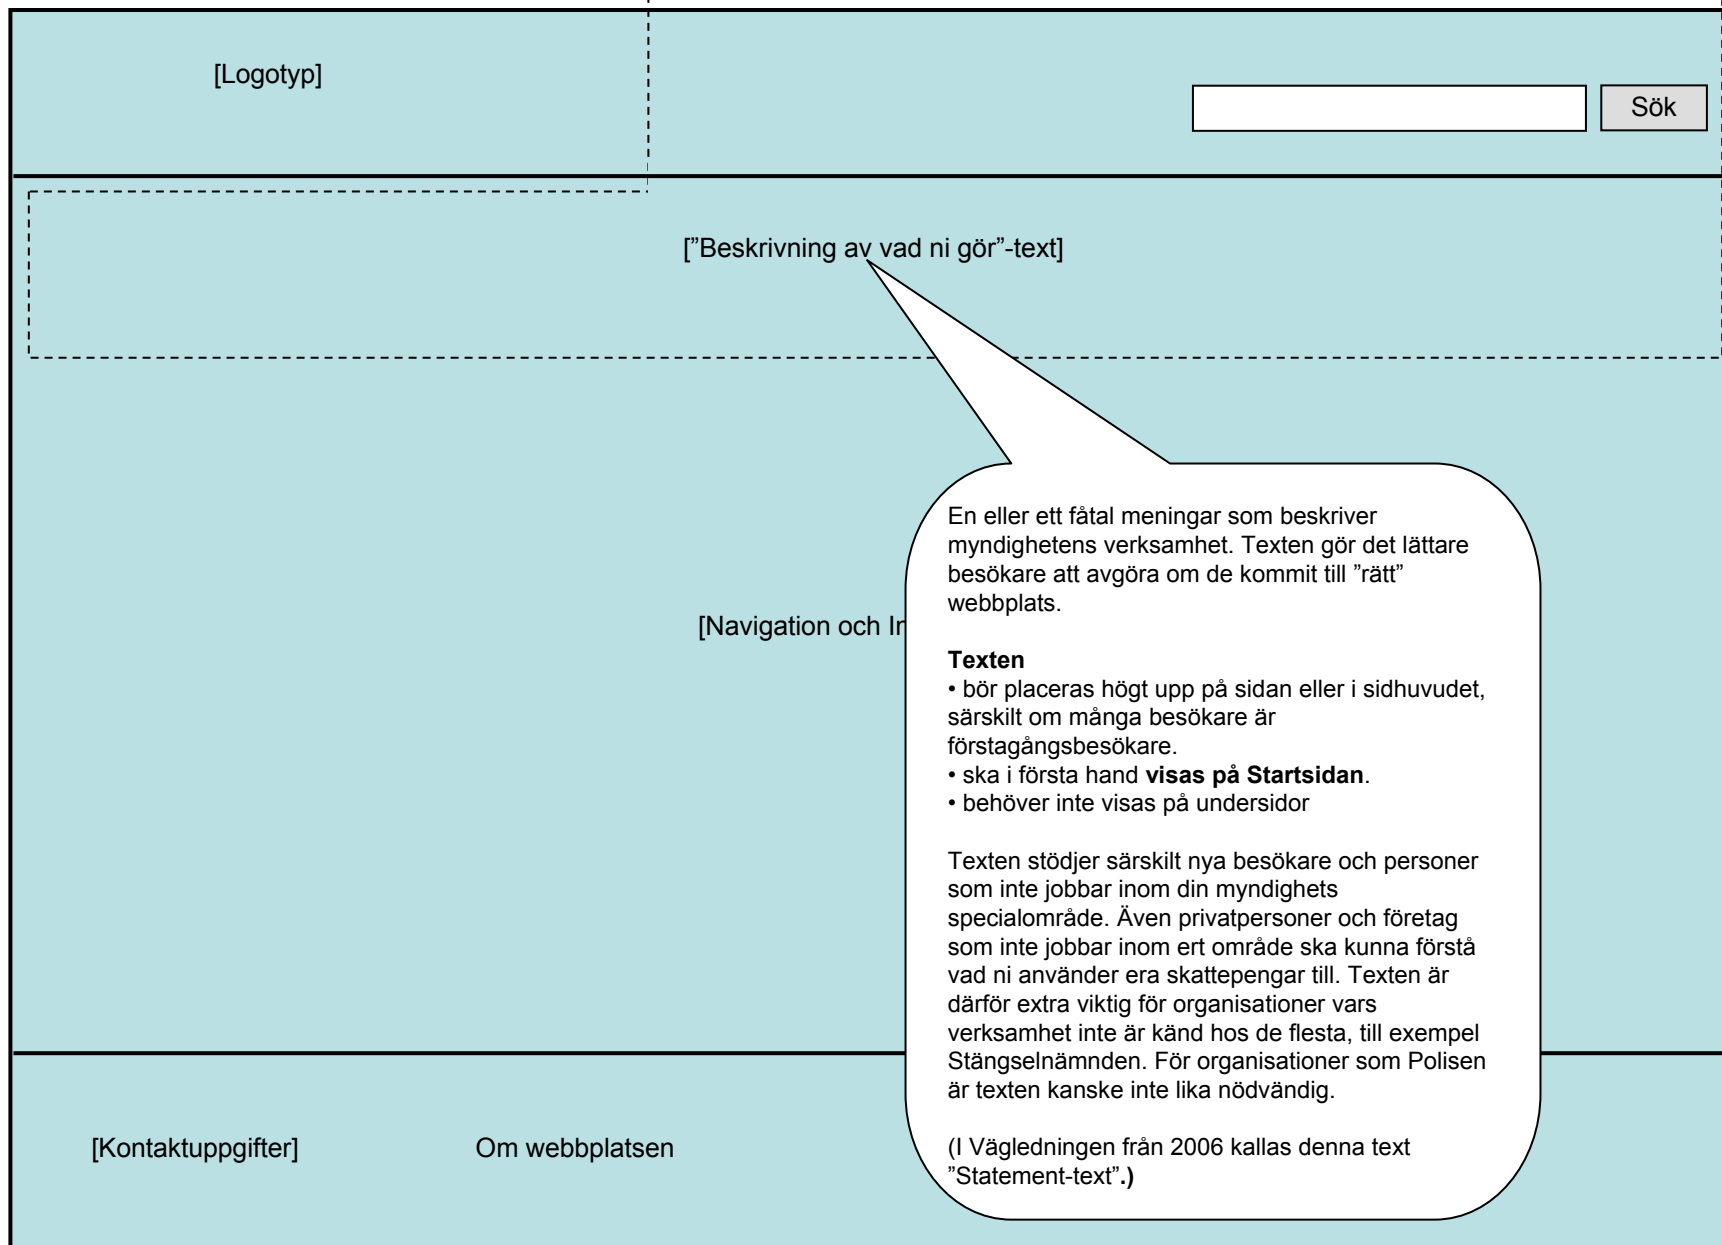 [Logotyp]
Sök
[”Beskrivning av vad ni gör”-text]
[Navigation och
En eller ett fåtal meningar som beskriver
myndighetens verksamhet. Texten gör det lättare
besökare att avgöra om de kommit till ”rätt”
webbplats.
Texten
• bör placeras högt upp på sidan eller i sidhuvudet,
särskilt om många besökare är
förstagångsbesökare.
• ska i första hand visas på Startsidan.
• behöver inte visas på undersidor
Texten stödjer särskilt nya besökare och personer
som inte jobbar inom din myndighets
specialområde. Även privatpersoner och företag
som inte jobbar inom ert område ska kunna förstå
vad ni använder era skattepengar till. Texten är
därför extra viktig för organisationer vars
verksamhet inte är känd hos de flesta, till exempel
Stängselnämnden. För organisationer som Polisen
är texten kanske inte lika nödvändig.
(I Vägledningen från 2006 kallas denna text
”Statement-text”.)
[Kontaktuppgifter]
Om webbplatsen